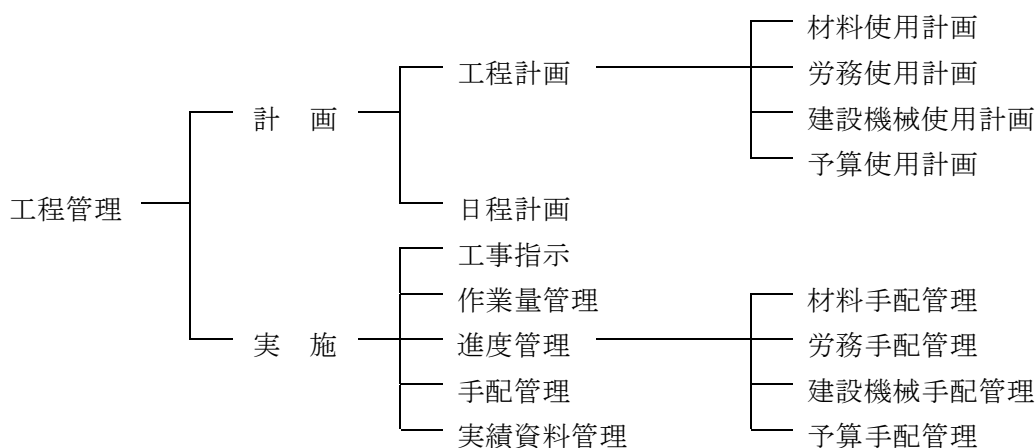 材料使用計画
工程計画
労務使用計画
計　画
建設機械使用計画
予算使用計画
工程管理
日程計画
工事指示
作業量管理
材料手配管理
実　施
進度管理
労務手配管理
手配管理
建設機械手配管理
実績資料管理
予算手配管理